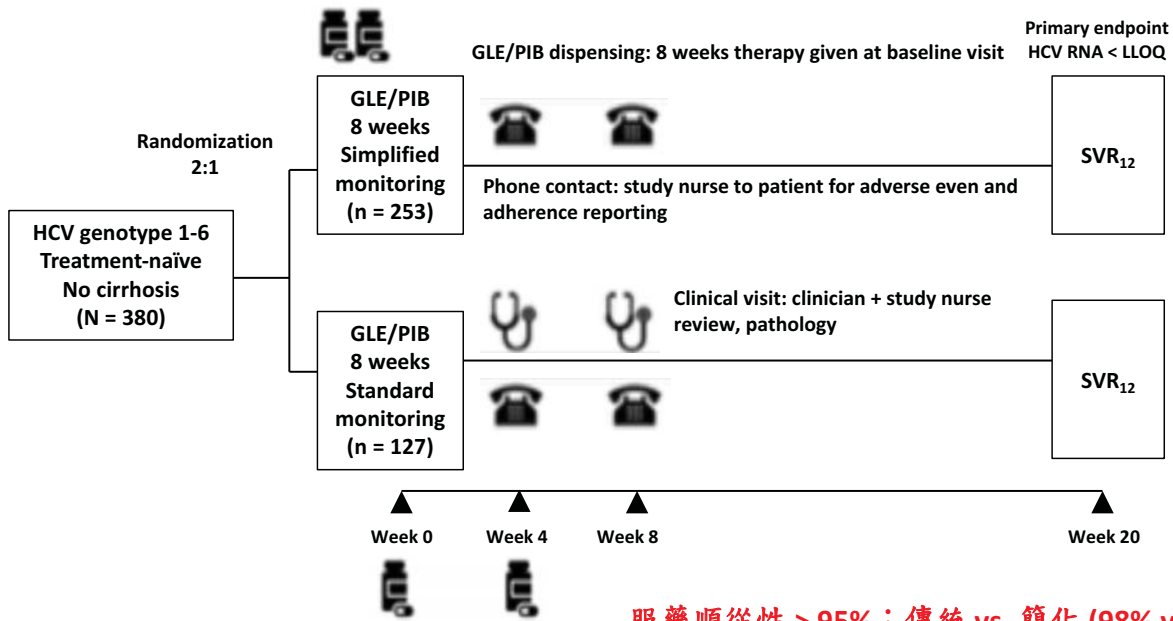 GLE/PIB dispensing: 8 weeks therapy given at baseline visit
Primary endpoint
HCV RNA < LLOQ
Randomization
2:1
GLE/PIB
8 weeks
Simplified
monitoring
(n = 253)
SVR12
Phone contact: study nurse to patient for adverse even and
adherence reporting
HCV genotype 1-6
Treatment-naïve
No cirrhosis
(N = 380)
Clinical visit: clinician + study nurse
review, pathology
GLE/PIB
8 weeks
Standard
monitoring
(n = 127)
SVR12
Week 0
Week 4
Week 8
Week 20
服藥順從性 > 95%：傳統 vs. 簡化 (98% v